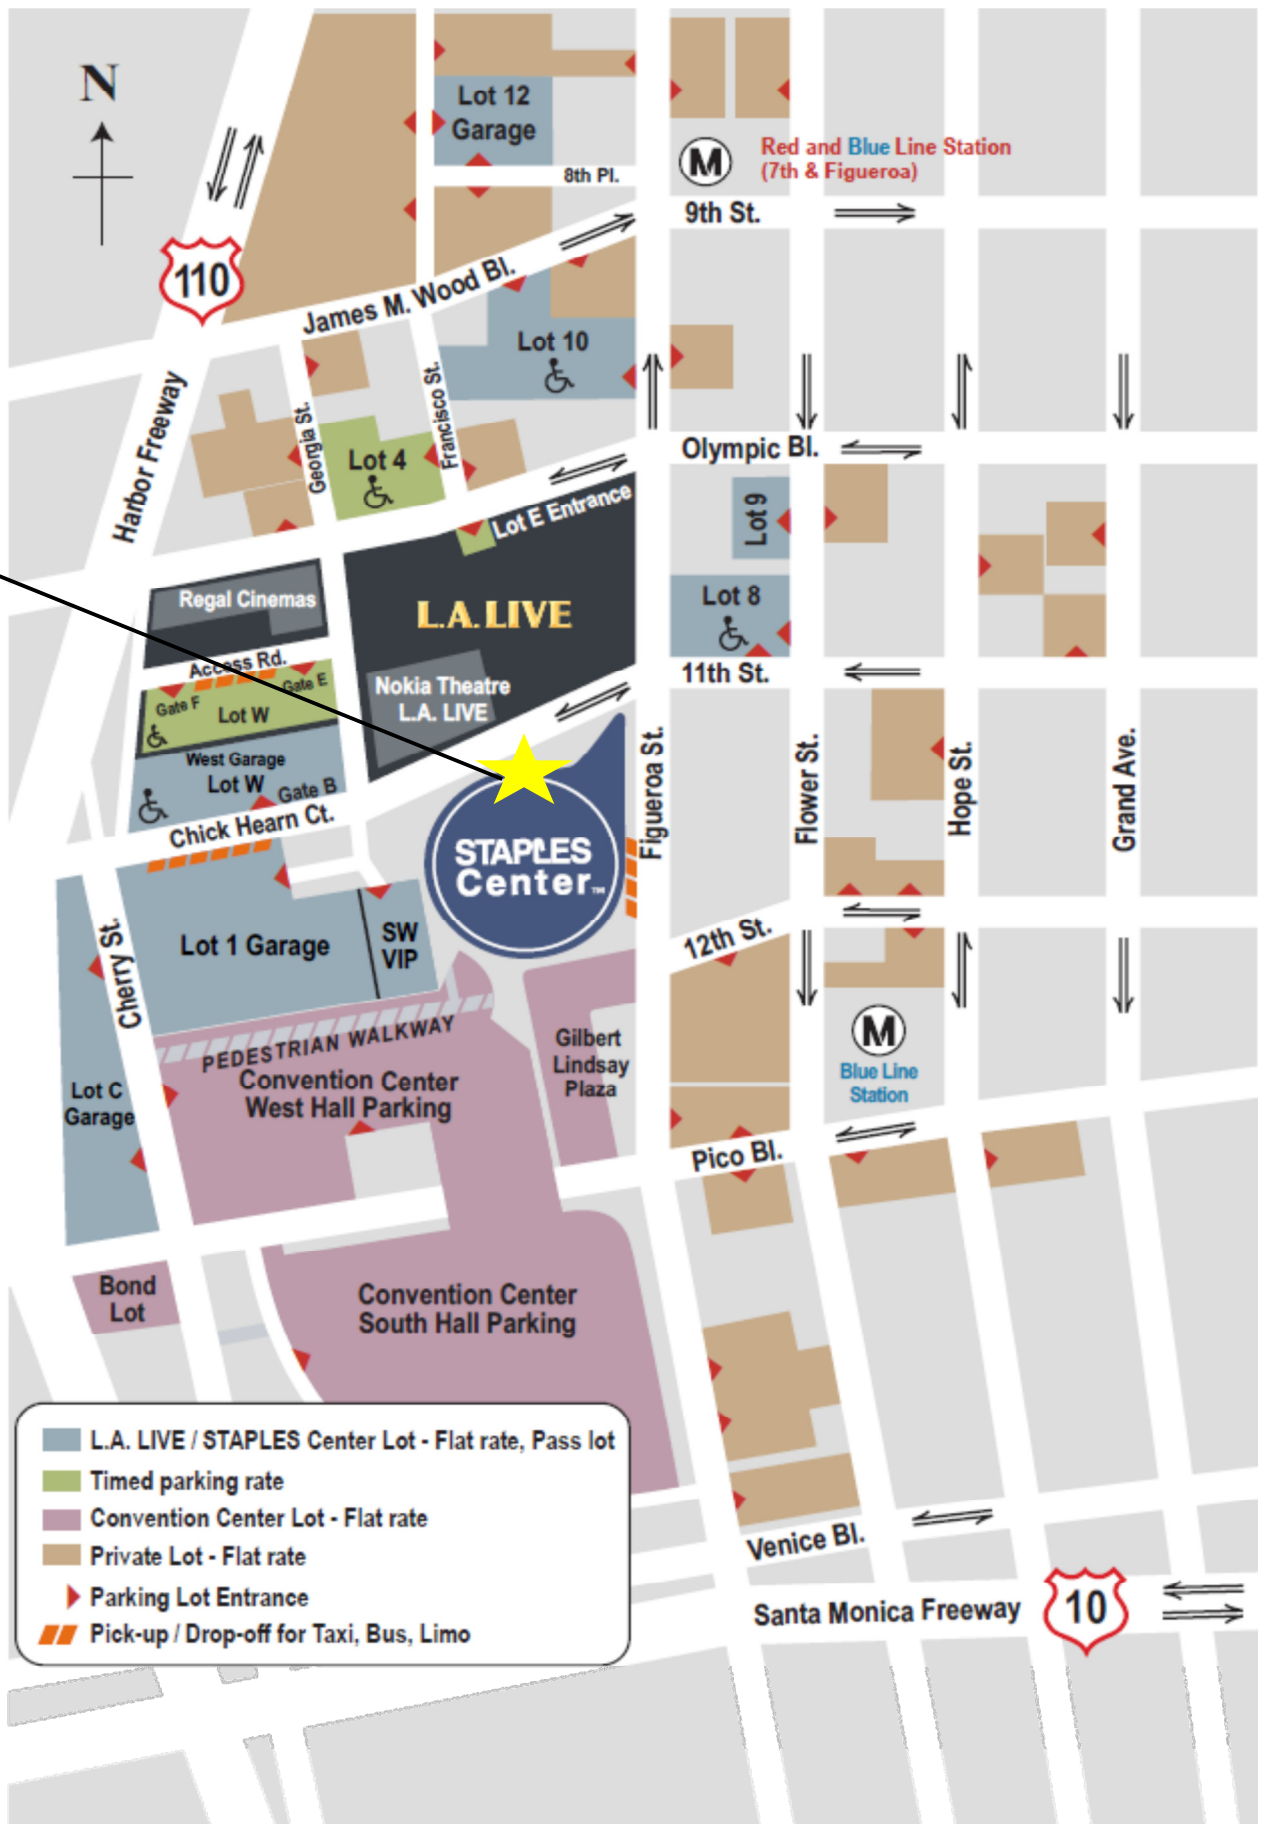 N
Lot 12
Garage
8th Pl.
M
Red and Blue Line Station
(7th & Figueroa)
9th St.
110
James M. Wood Bl.
Lot 10
Harbor Freeway
Georgia St.
Francisco St.
Lot 4
Olympic Bl.
Lot E Entrance
Lot 9
Regal Cinemas
L.A. LIVE
Lot 8
Access Rd.
Gate F
Gate E
Lot W
Nokia Theatre
L.A. LIVE
11th St.
West Garage
Lot W
Gate B
Chick Hearn Ct.
Figueroa St.
Flower St.
Hope St.
Grand Ave.
STAPLES
Center™
Cherry St.
Lot 1 Garage
SW
VIP
12th St.
PEDESTRIAN WALKWAY
Gilbert
Lindsay
Plaza
M
Blue Line
Station
Lot C
Garage
Convention Center
West Hall Parking
Pico Bl.
Bond
Lot
Convention Center
South Hall Parking
L.A. LIVE / STAPLES Center Lot - Flat rate, Pass lot
Timed parking rate
Convention Center Lot - Flat rate
Private Lot - Flat rate
Parking Lot Entrance
Pick-up / Drop-off for Taxi, Bus, Limo
Venice Bl.
Santa Monica Freeway
10